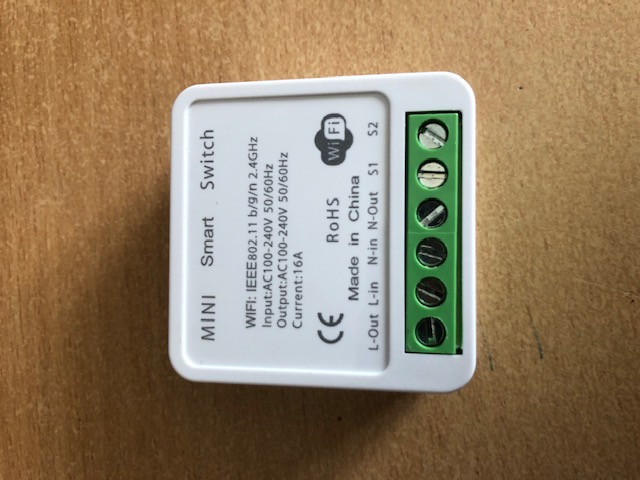 MINI Smart Switch
WIFI: IEEE802.11 b/g/n 2.4GHz
Input:AC100-240V 50/60Hz
Output:AC100-240V 50/60Hz
Current:16A
CE RoHS WiFi
Made in China
L-Out L-in N-in N-Out S1 S2